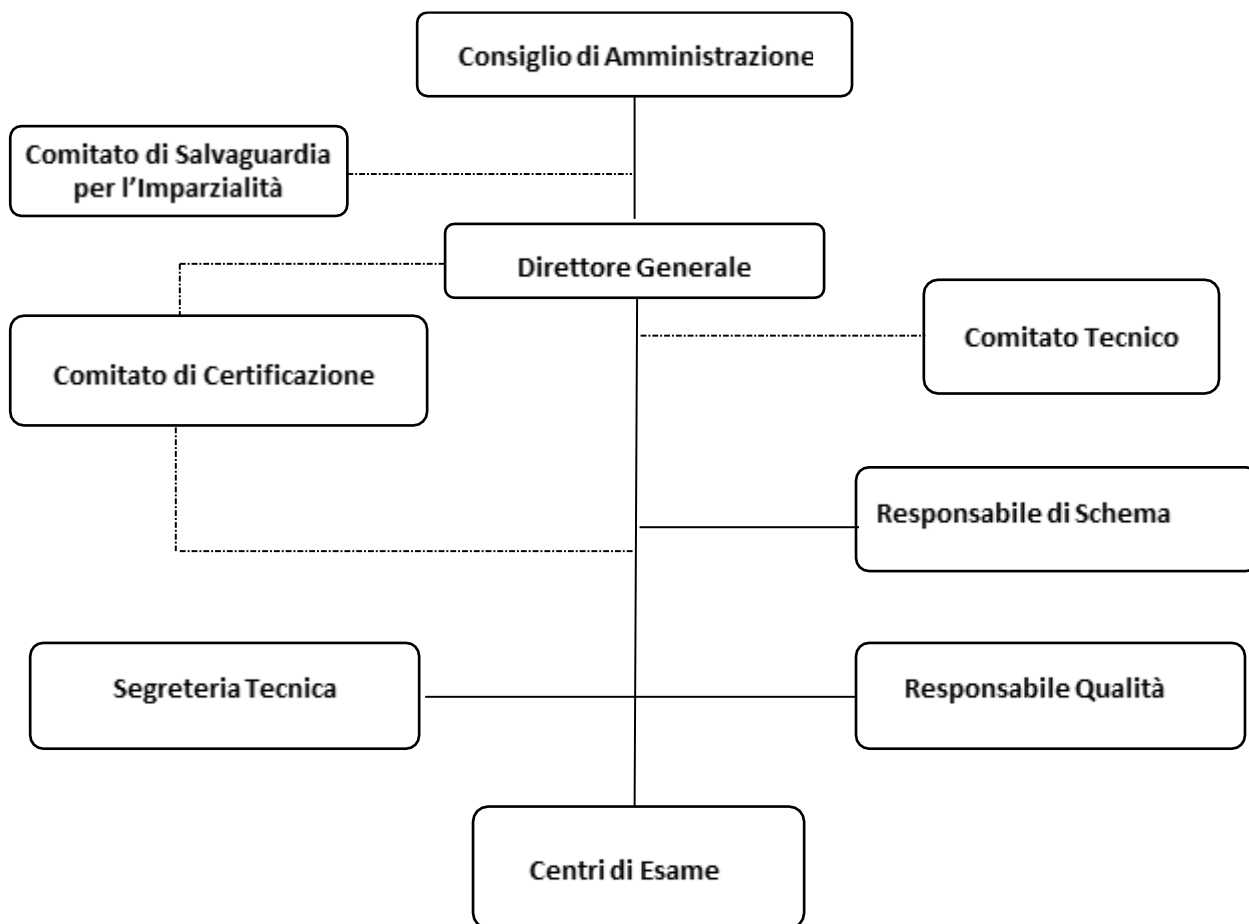 Consiglio di Amministrazione
Comitato di Salvaguardia
per l'Imparzialità
Direttore Generale
Comitato Tecnico
Comitato di Certificazione
Responsabile di Schema
Segreteria Tecnica
Responsabile Qualità
Centri di Esame